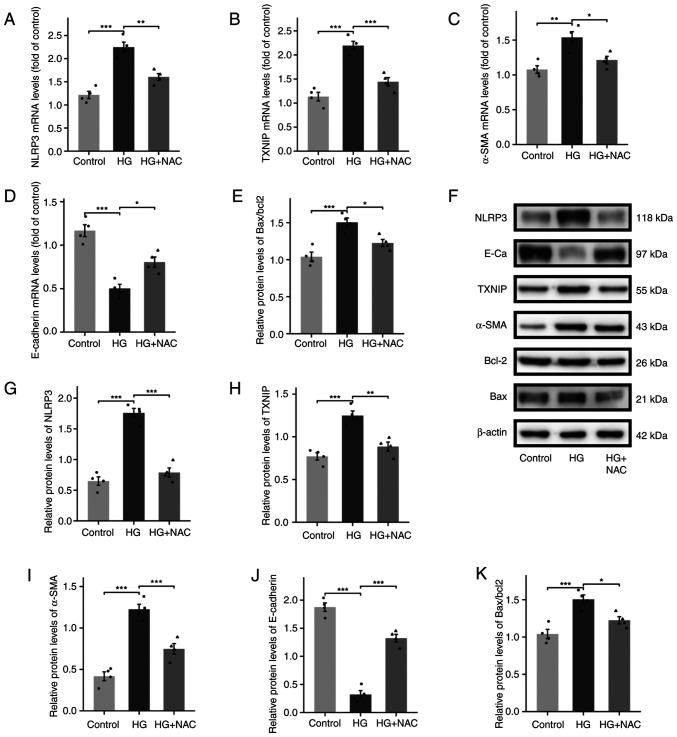 A
NLRP3 mRNA levels (fold of control)
2.5
2.0
1.5
1.0
0.5
0.0
***
**
Control
HG
HG+NAC
B
TXNIP mRNA levels (fold of control)
2.5
2.0
1.5
1.0
0.5
0.0
***
***
Control
HG
HG+NAC
C
α-SMA mRNA levels (fold of control)
2.0
1.5
1.0
0.5
0.0
**
*
Control
HG
HG+NAC
D
E-cadherin mRNA levels (fold of control)
1.5
1.0
0.5
0.0
***
*
Control
HG
HG+NAC
E
Relative protein levels of Bax/bcl2
2.0
1.5
1.0
0.5
0.0
***
*
Control
HG
HG+NAC
F
NLRP3
118 kDa
E-Ca
97 kDa
TXNIP
55 kDa
α-SMA
43 kDa
Bcl-2
26 kDa
Bax
21 kDa
β-actin
42 kDa
Control
HG
HG+
NAC
G
Relative protein levels of NLRP3
2.0
1.5
1.0
0.5
0.0
***
***
Control
HG
HG+NAC
H
Relative protein levels of TXNIP
1.5
1.0
0.5
0.0
***
**
Control
HG
HG+NAC
I
Relative protein levels of α-SMA
1.5
1.0
0.5
0.0
***
***
Control
HG
HG+NAC
J
Relative protein levels of E-cadherin
2.0
1.5
1.0
0.5
0.0
***
***
Control
HG
HG+NAC
K
Relative protein levels of Bax/bcl2
2.0
1.5
1.0
0.5
0.0
***
*
Control
HG
HG+NAC